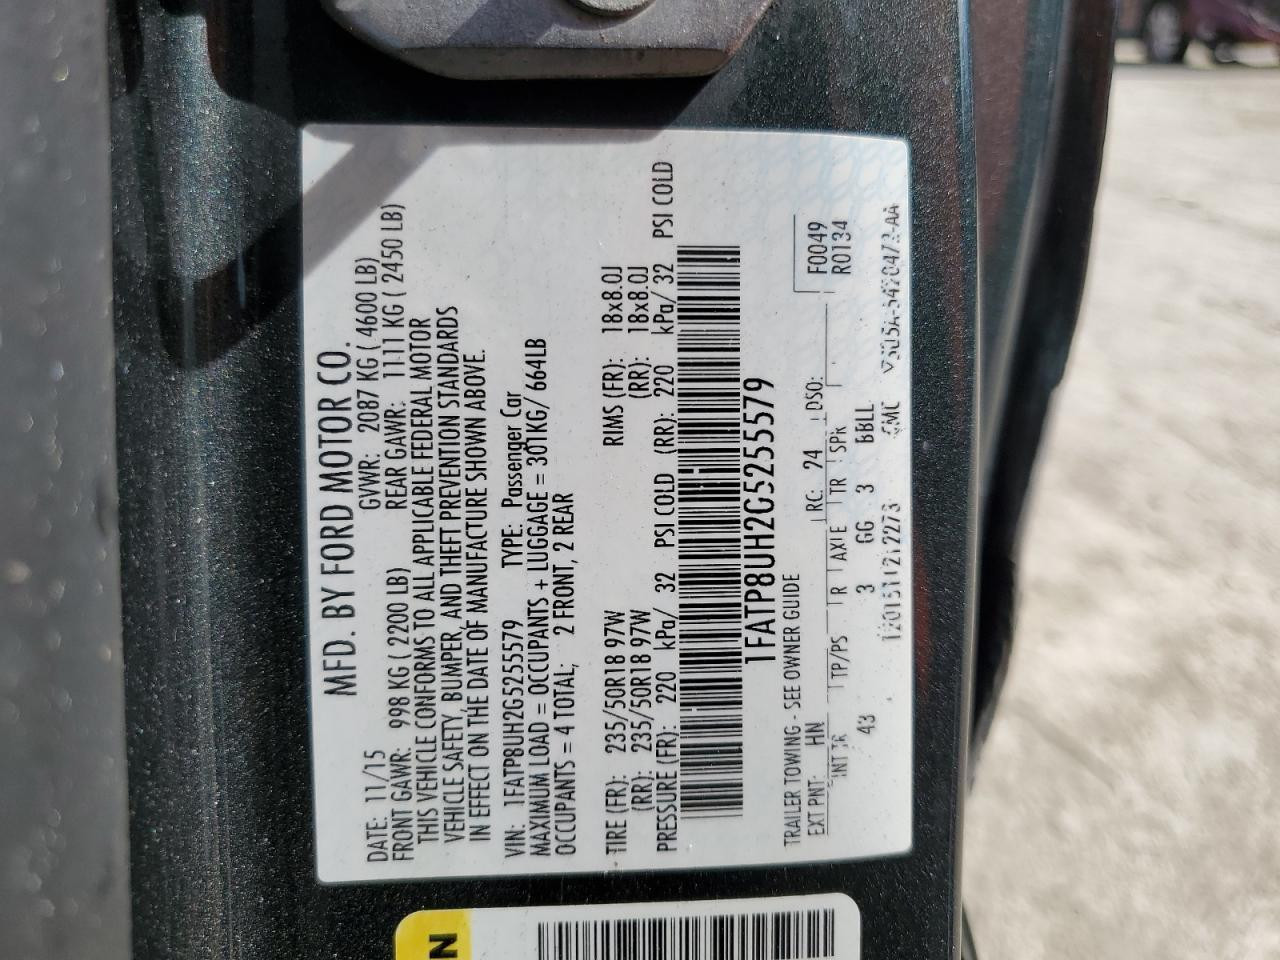 MFD. BY FORD MOTOR CO.
DATE: 11/15 GVWR: 2087 KG ( 4600 LB)
FRONT GAWR: 998 KG ( 2200 LB) REAR GAWR: 1111 KG ( 2450 LB)
THIS VEHICLE CONFORMS TO ALL APPLICABLE FEDERAL MOTOR
VEHICLE SAFETY, BUMPER, AND THEFT PREVENTION STANDARDS
IN EFFECT ON THE DATE OF MANUFACTURE SHOWN ABOVE.
VIN: 1FATP8UH2G5255579 TYPE: Passenger Car
MAXIMUM LOAD = OCCUPANTS + LUGGAGE = 301KG/ 664LB
OCCUPANTS = 4 TOTAL, 2 FRONT, 2 REAR
TIRE (FR): 235/50R18 97W RIMS (FR): 18x8.0J
(RR): 235/50R18 97W (RR): 18x8.0J
PRESSURE (FR): 220 kPa/ 32 PSI COLD (RR): 220 kPa/ 32 PSI COLD
1FATP8UH2G5255579
TRAILER TOWING - SEE OWNER GUIDE
F0049
R0134
EXT PNT: HN RC: 24 DSO:
INT TR TP/PS R AXLE TR SPR
43 3 GG 3
N